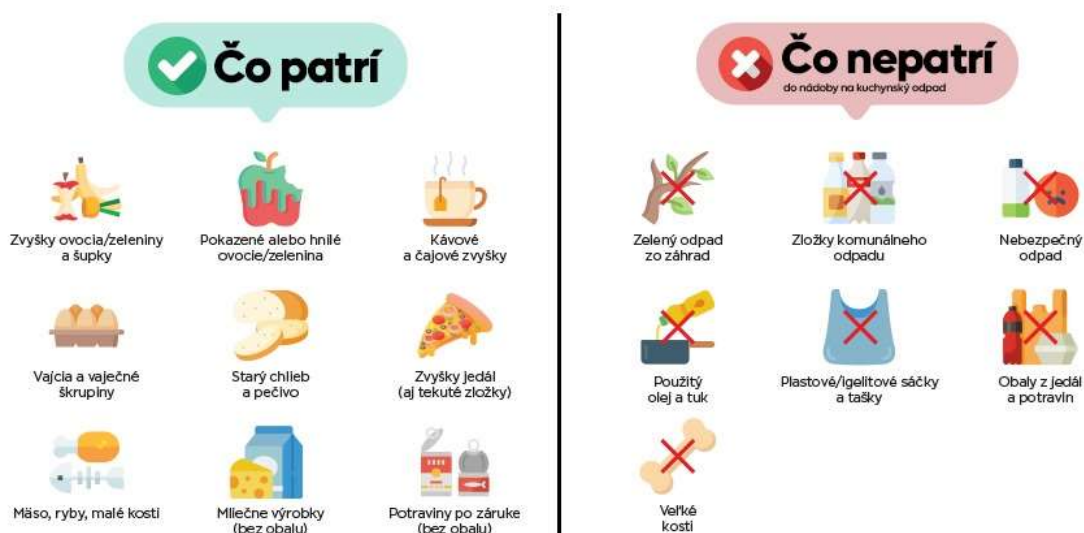 Čo patrí
Zvyšky ovocia/zeleniny
a šupky
Pokazené alebo hnilé
ovocie/zelenina
Kávové
a čajové zvyšky
Vajcia a vaječné
škrupiny
Starý chlieb
a pečivo
Zvyšky jedál
(aj tekuté zložky)
Mäso, ryby, malé kosti
Mliečne výrobky
(bez obalu)
Potraviny po záruke
(bez obalu)
Čo nepatrí
do nádoby na kuchynský odpad
Zelený odpad
zo záhrad
Zložky komunálneho
odpadu
Nebezpečný
odpad
Použitý
olej a tuk
Plastové/igelitové sáčky
a tašky
Obaly z jedál
a potravín
Veľké
kosti